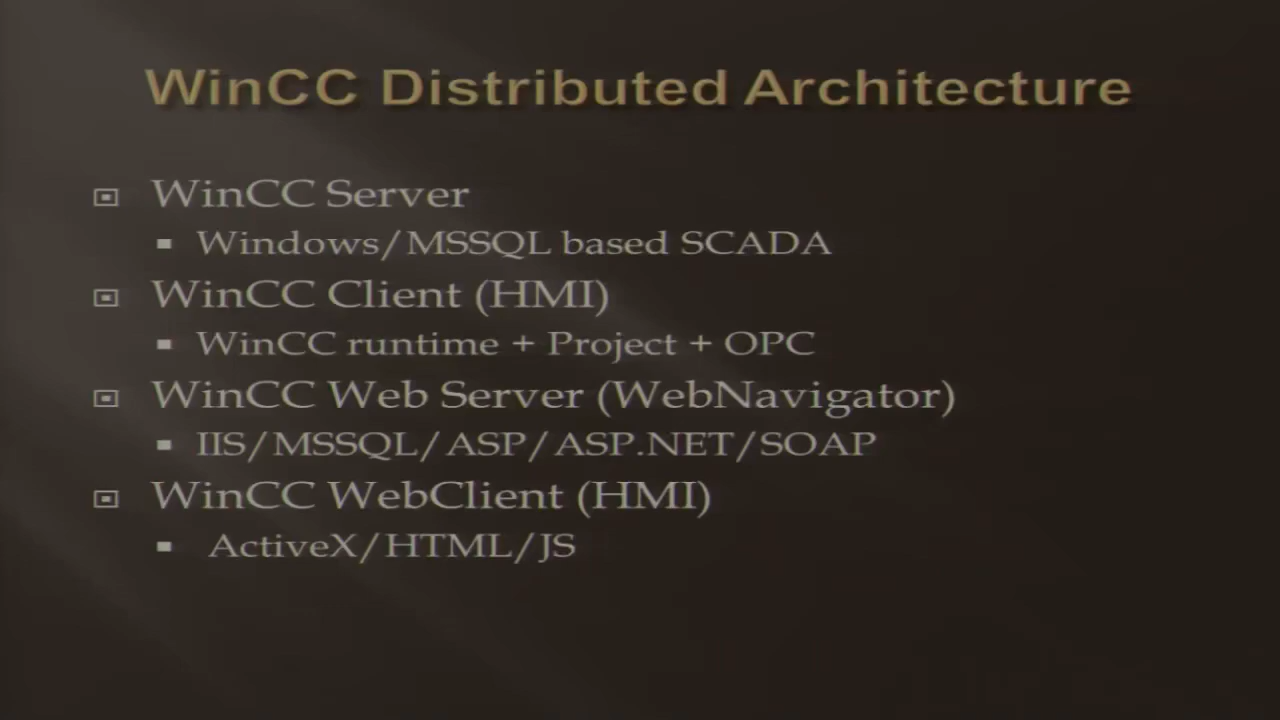 WinCC Distributed Architecture
WinCC Server
Windows/MSSQL based SCADA
WinCC Client (HMI)
WinCC runtime + Project + OPC
WinCC Web Server (WebNavigator)
IIS/MSSQL/ASP/ASP.NET/SOAP
WinCC WebClient (HMI)
ActiveX/HTML/JS